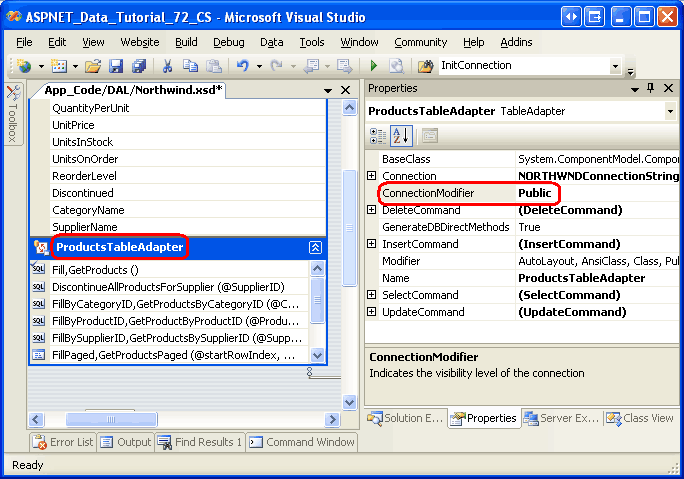 ASPNET_Data_Tutorial_72_CS - Microsoft Visual Studio
File Edit View Website Build Debug Data Tools Window Community Help Addins
InitConnection
Toolbox
App_Code/DAL/Northwind.xsd*
QuantityPerUnit
UnitPrice
UnitsInStock
UnitsOnOrder
ReorderLevel
Discontinued
CategoryName
SupplierName
ProductsTableAdapter
SQL Fill,GetProducts ()
SQL DiscontinueAllProductsForSupplier (@SupplierID)
SQL FillByCategoryID,GetProductsByCategoryID (@C...
SQL FillByProductID,GetProductByProductID (@Produ...
SQL FillBySupplierID,GetProductsBySupplierID (@Supp...
FillPaged,GetProductsPaged (@startRowIndex, ...
Properties
ProductsTableAdapter TableAdapter
BaseClass System.ComponentModel.Compo
Connection NORTHWNDConnectionString
ConnectionModifier Public
DeleteCommand (DeleteCommand)
GenerateDBDirectMethods True
InsertCommand (InsertCommand)
Modifier AutoLayout, AnsiClass, Class, Pu
Name ProductsTableAdapter
SelectCommand (SelectCommand)
UpdateCommand (UpdateCommand)
ConnectionModifier
Indicates the visibility level of the connection
Solution E... Properties Server Ex... Class View
Error List Output Find Results 1 Command Window
Ready